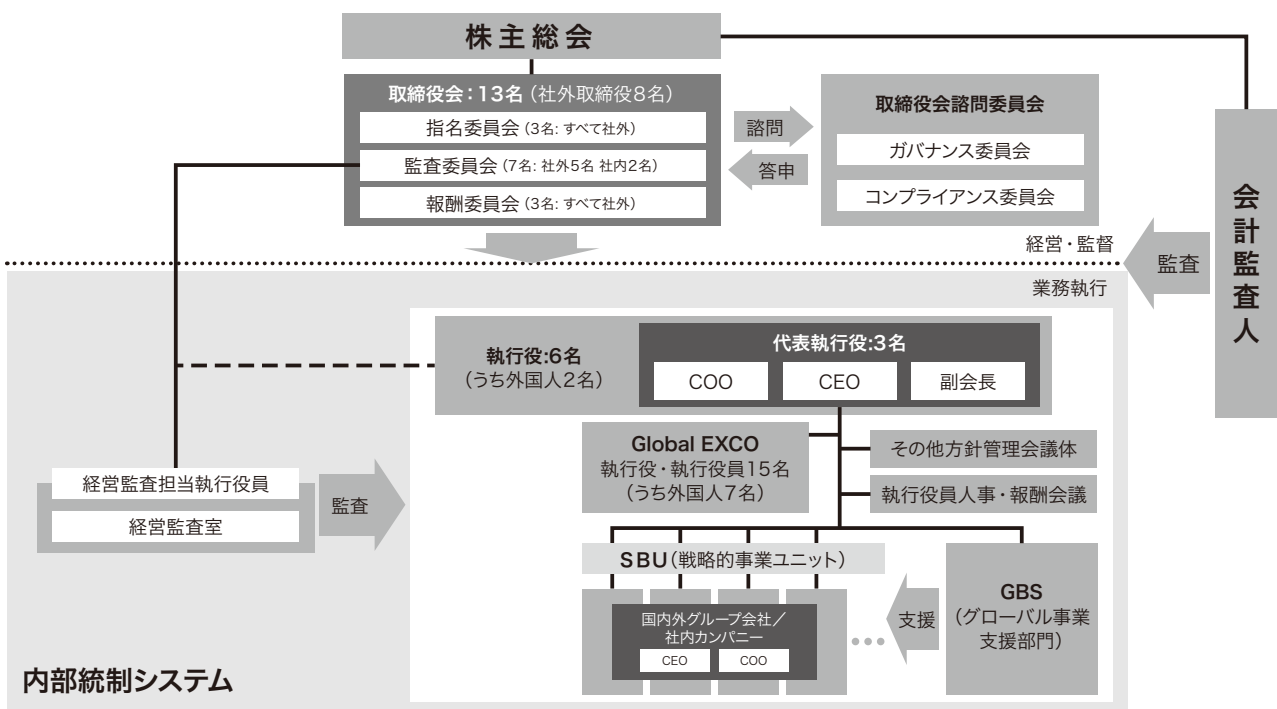 株主総会
取締役会：13名（社外取締役8名）
指名委員会（3名: すべて社外）
監査委員会（7名: 社外5名 社内2名）
報酬委員会（3名: すべて社外）
諮問
答申
取締役会諮問委員会
ガバナンス委員会
コンプライアンス委員会
会計監査人
監査
経営・監督
業務執行
執行役:6名
（うち外国人2名）
代表執行役:3名
COO
CEO
副会長
Global EXCO
執行役・執行役員15名
（うち外国人7名）
その他方針管理会議体
執行役員人事・報酬会議
経営監査担当執行役員
経営監査室
監査
SBU（戦略的事業ユニット）
国内外グループ会社／
社内カンパニー
CEO
COO
支援
GBS
（グローバル事業
支援部門）
内部統制システム